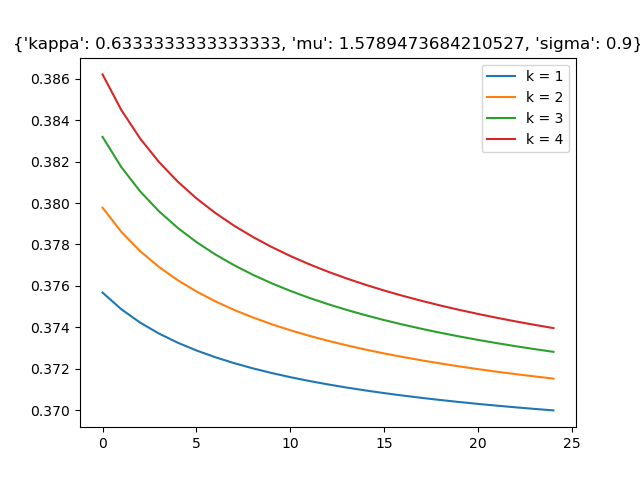 {'kappa': 0.6333333333333333, 'mu': 1.5789473684210527, 'sigma': 0.9}
0.386
0.384
0.382
0.380
0.378
0.376
0.374
0.372
0.370
k = 1
k = 2
k = 3
k = 4
0 5 10 15 20 25